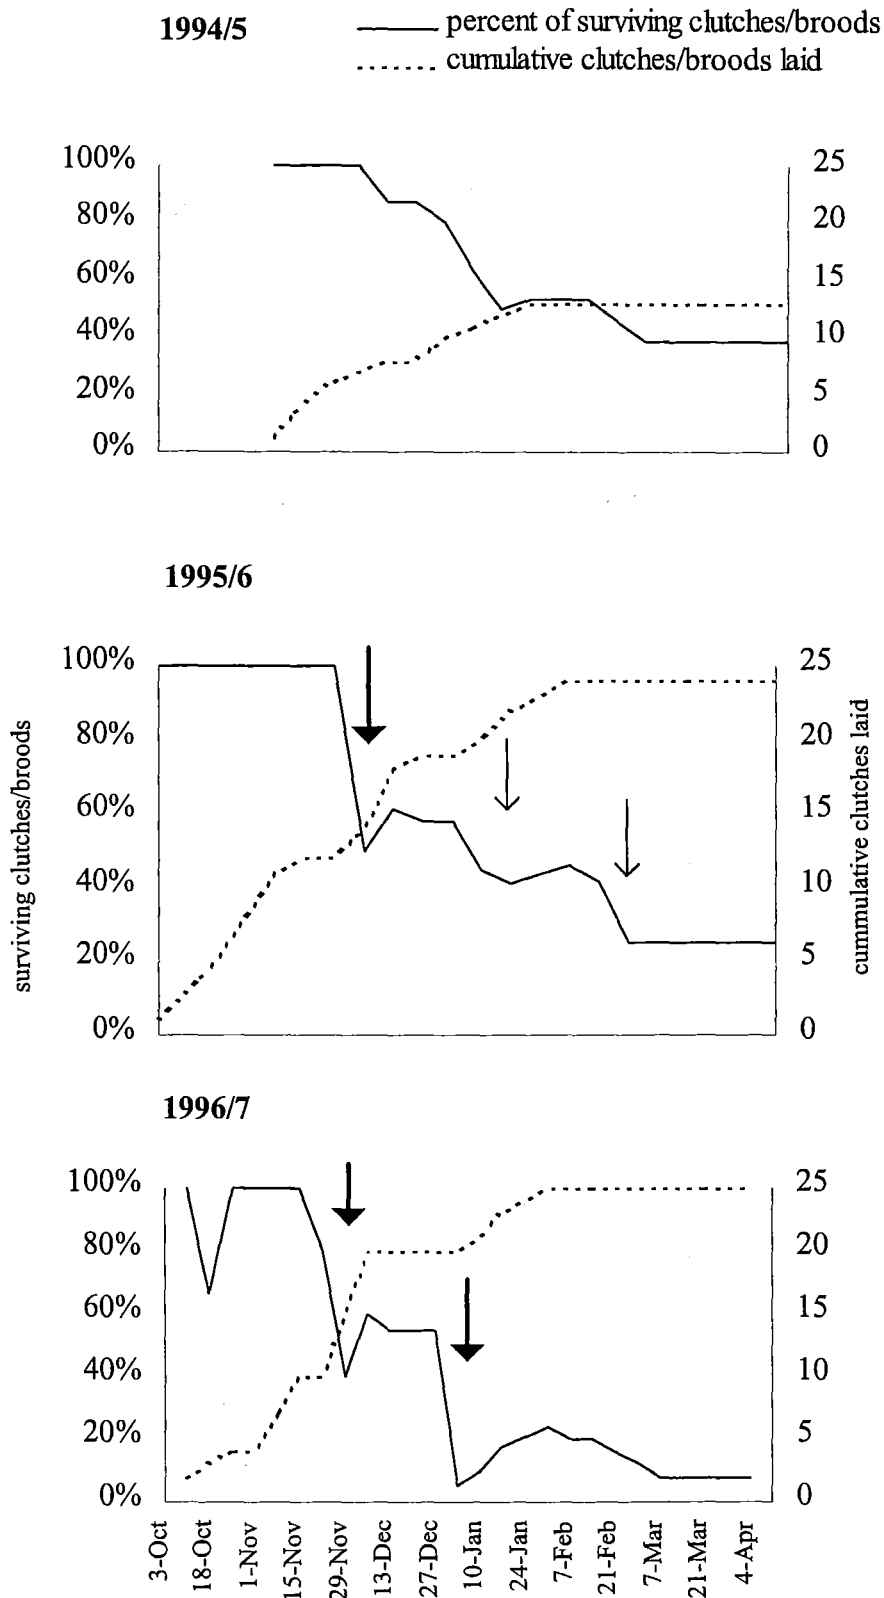 1994/5
percent of surviving clutches/broods
cumulative clutches/broods laid
100%
80%
60%
40%
20%
0%
25
20
15
10
5
0
1995/6
100%
80%
60%
40%
20%
0%
25
20
15
10
5
0
surviving clutches/broods
cummulative clutches laid
1996/7
100%
80%
60%
40%
20%
0%
25
20
15
10
5
0
3-Oct
18-Oct
1-Nov
15-Nov
29-Nov
13-Dec
27-Dec
10-Jan
24-Jan
7-Feb
21-Feb
7-Mar
21-Mar
4-Apr